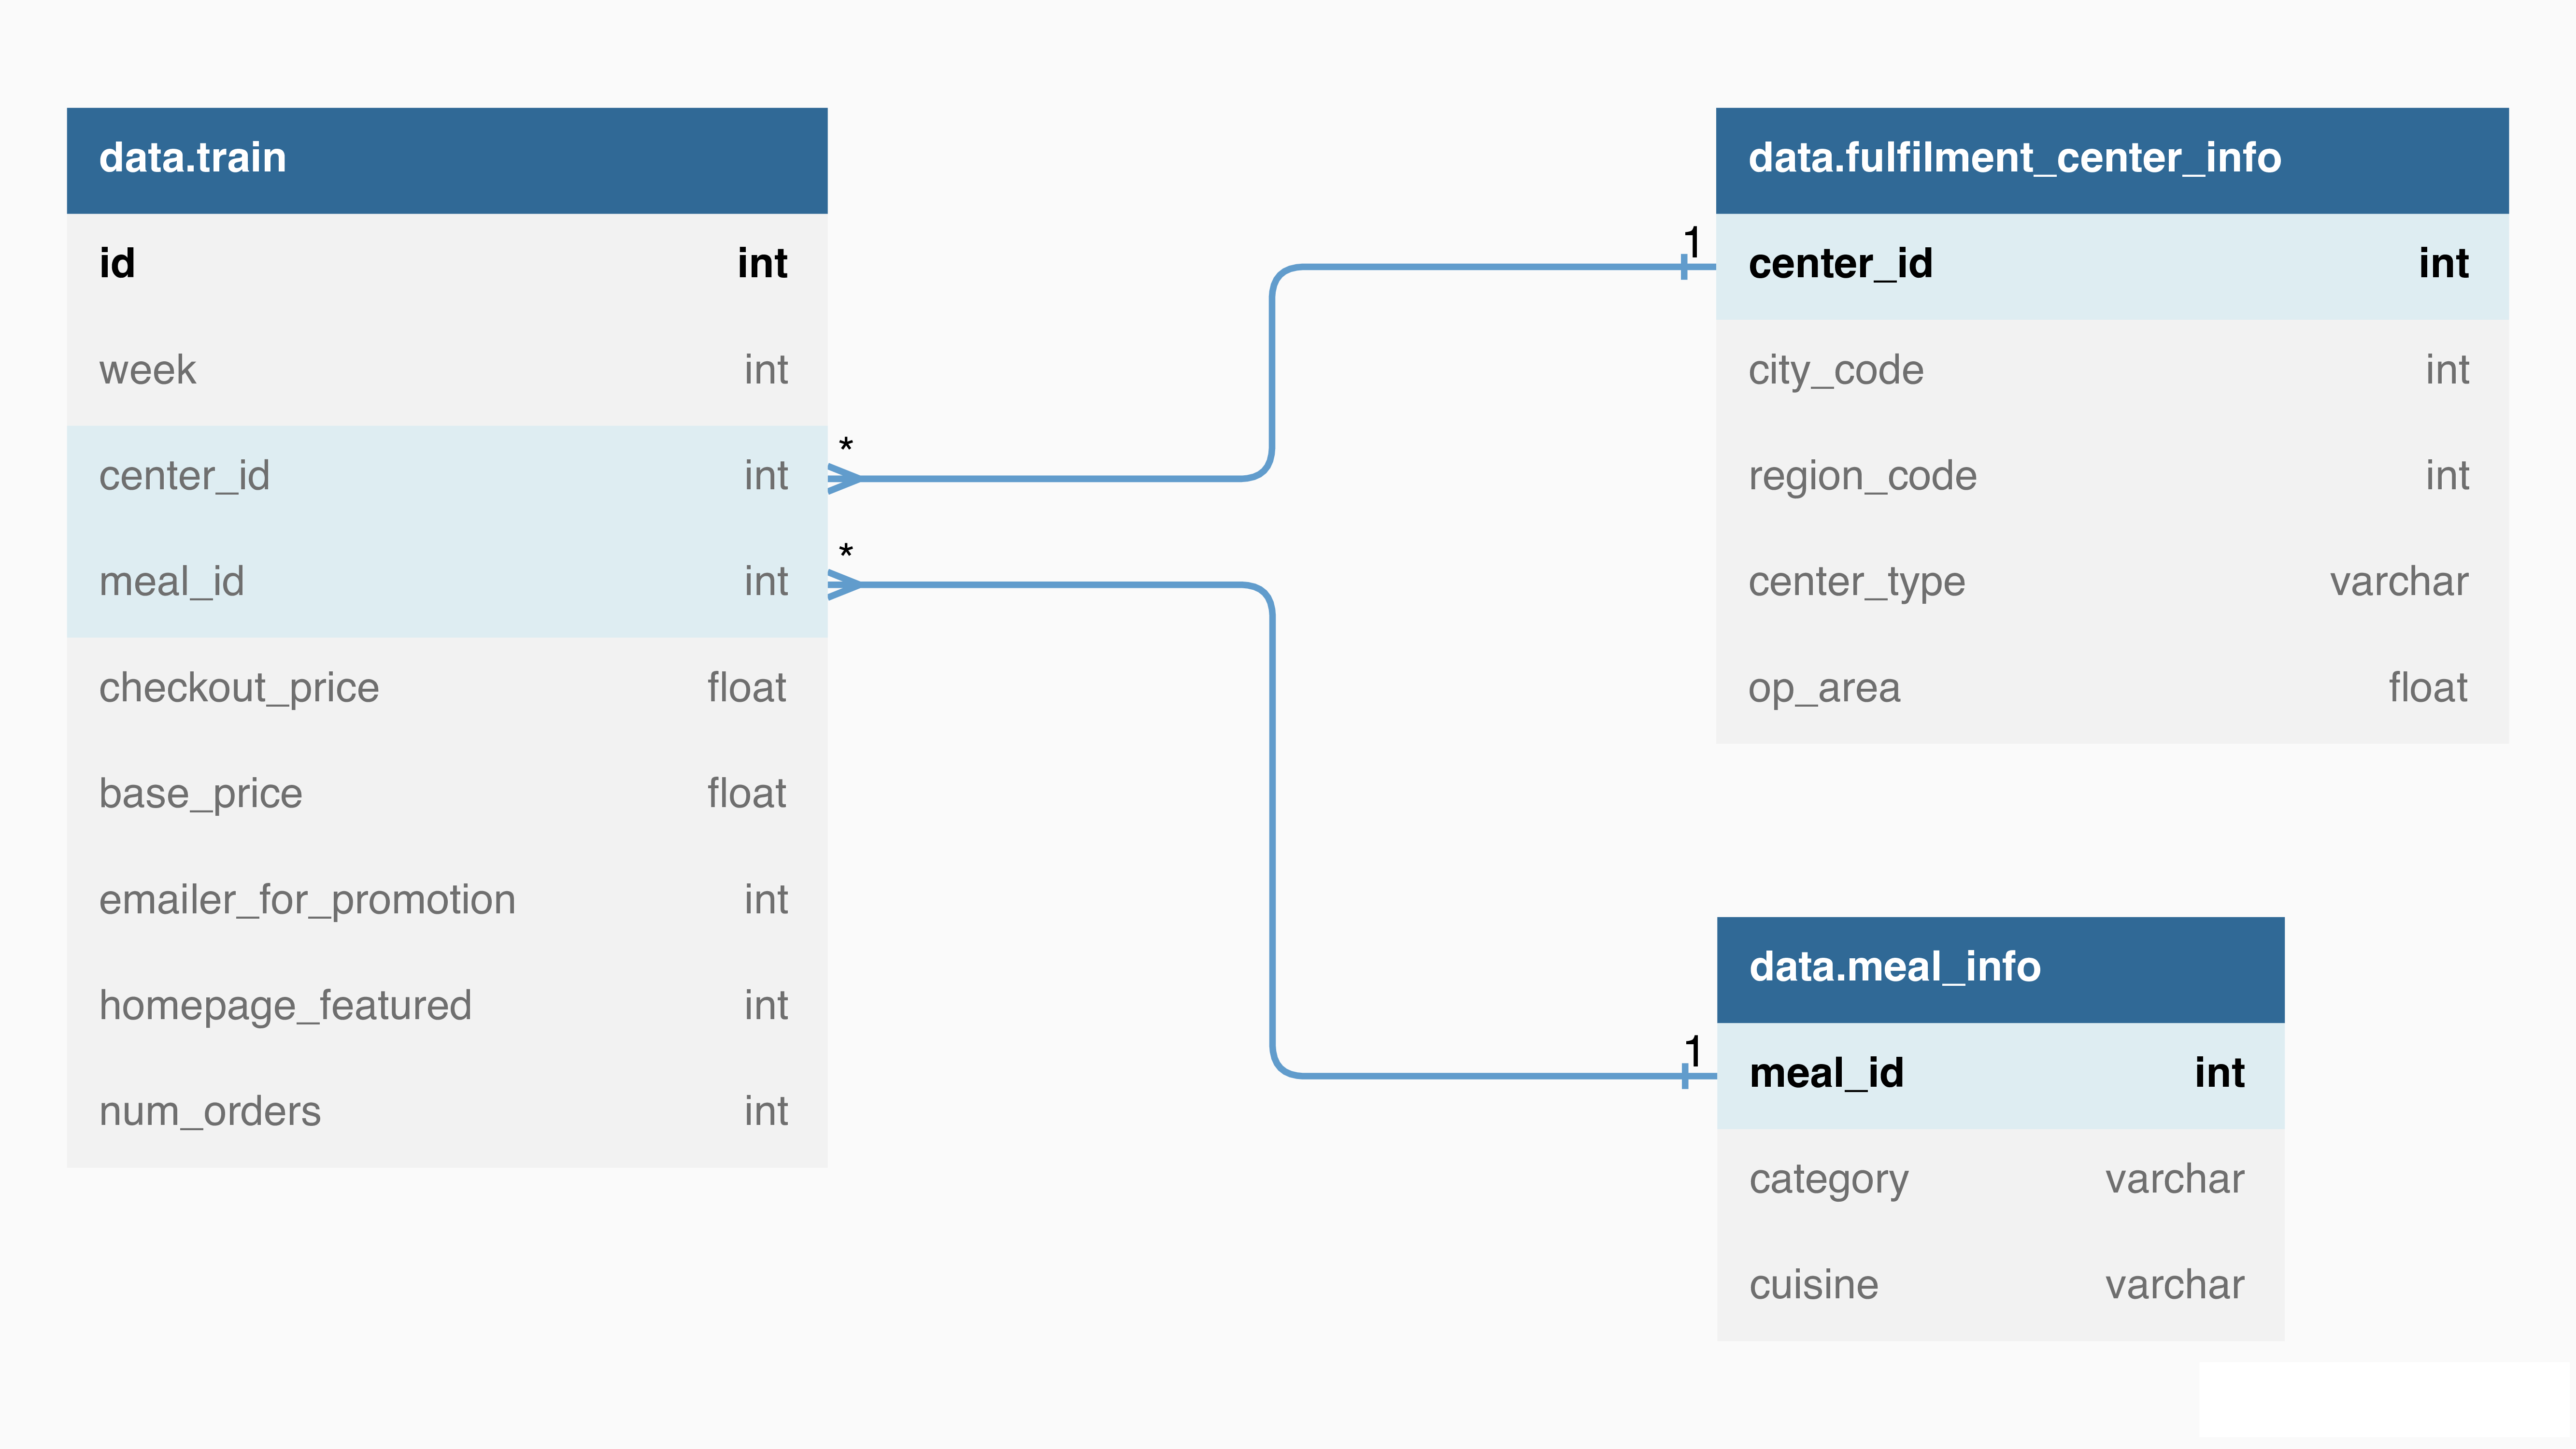 data.train
id int
week int
center_id int
meal_id int
checkout_price float
base_price float
emailer_for_promotion int
homepage_featured int
num_orders int
*
*
1
data.fulfilment_center_info
center_id int
city_code int
region_code int
center_type varchar
op_area float
1
data.meal_info
meal_id int
category varchar
cuisine varchar